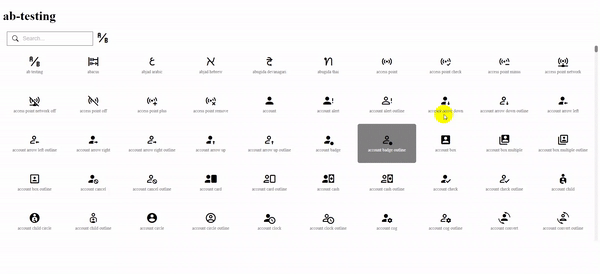 ab-testing
Search...
ab testing
abacus
abjad arabic
abjad hebrew
abugida devanagari
abugida thai
access point
access point check
access point minus
access point network
access point network off
access point off
access point plus
access point remove
account
account alert
account alert outline
account arrow down
account arrow down outline
account arrow left
account arrow left outline
account arrow right
account arrow right outline
account arrow up
account arrow up outline
account badge
account badge outline
account box
account box multiple
account box multiple outline
account box outline
account cancel
account cancel outline
account card
account card outline
account cash
account cash outline
account check
account check outline
account child
account child circle
account child outline
account circle
account circle outline
account clock
account clock outline
account cog
account cog outline
account convert
account convert outline